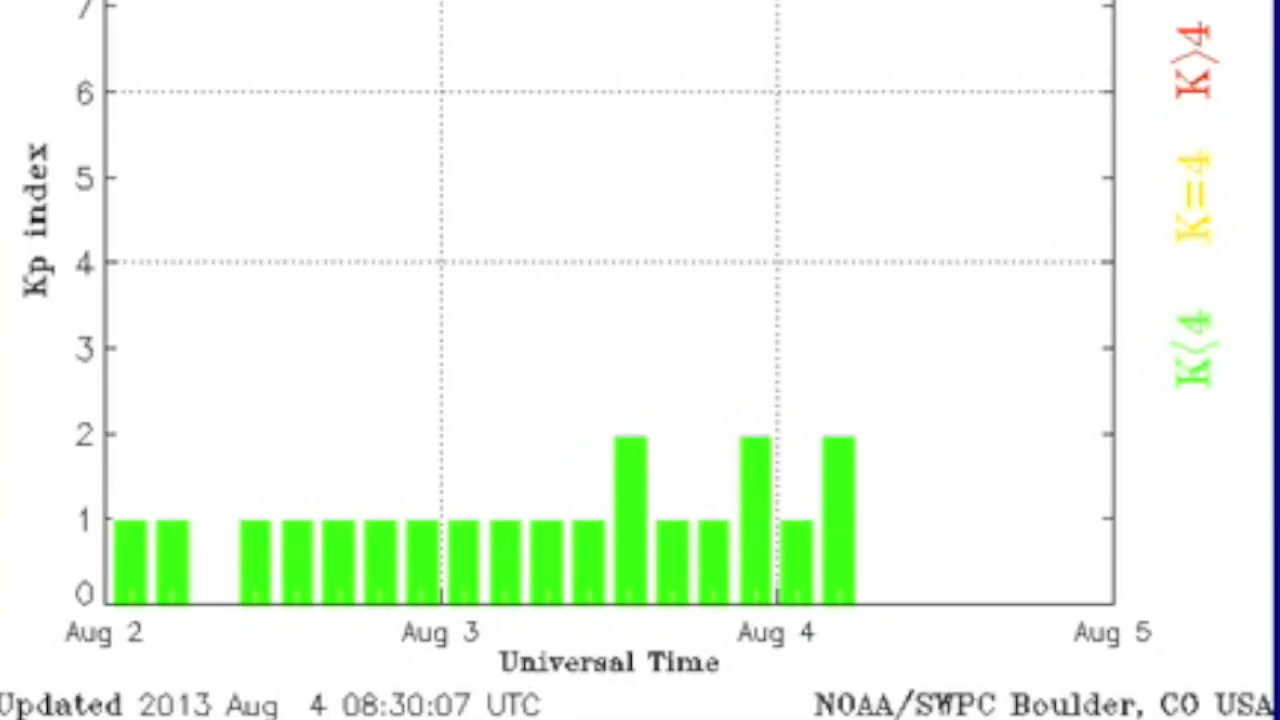 7
6
5
4
3
2
1
0
Kp index
Aug 2 Aug 3 Aug 4 Aug 5
Universal Time
Updated 2013 Aug 4 08:30:07 UTC NOAA/SWPC Boulder, CO USA
K<4 K=4 K>4